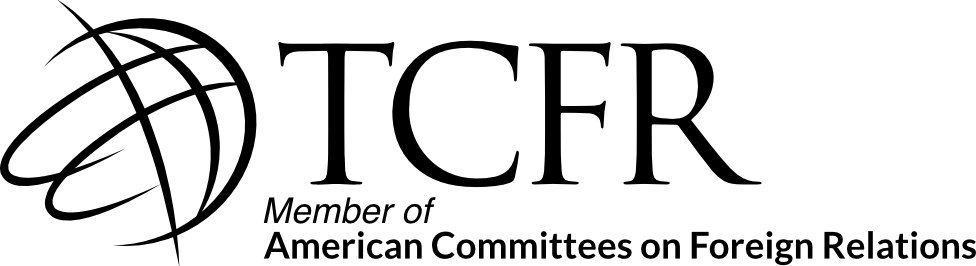 TCFR
Member of
American Committees on Foreign Relations